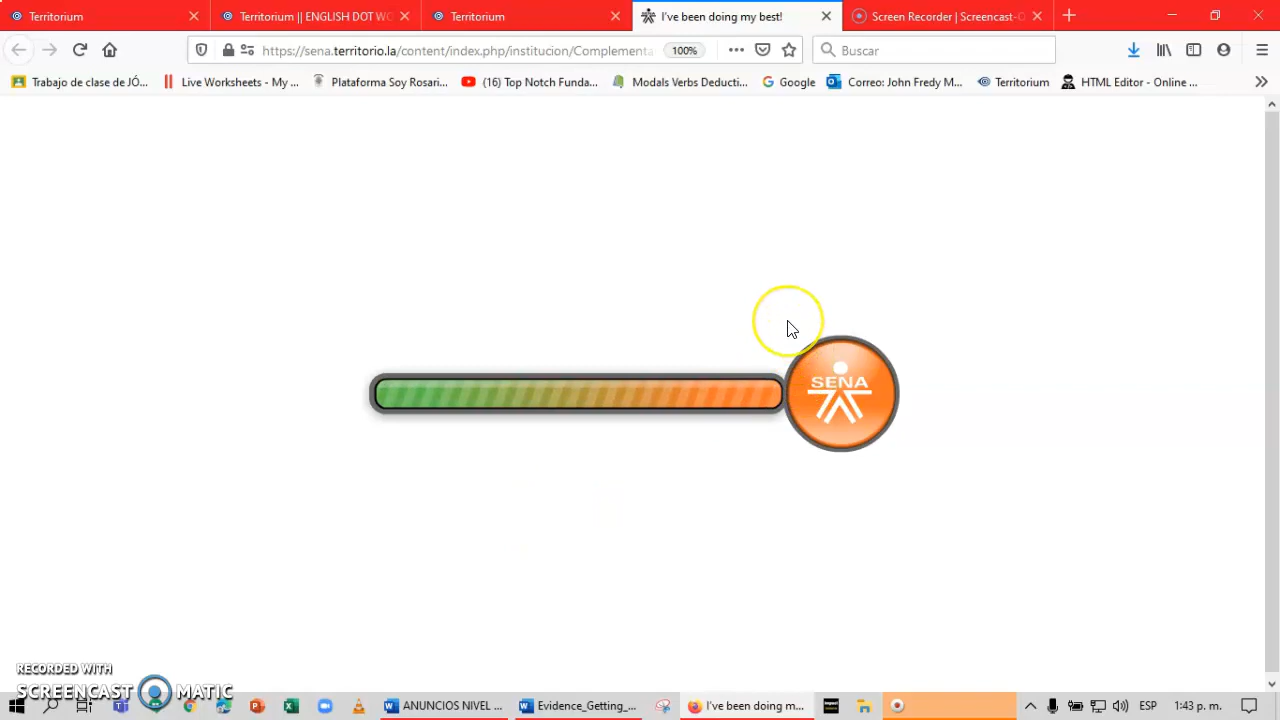 Territorium
Territorium || ENGLISH DOT WO
Territorium
I've been doing my best!
Screen Recorder | Screencast-O
https://sena.territorio.la/content/index.php/institucion/Complementa
100%
Buscar
Trabajo de clase de JÓ...
Live Worksheets - My ...
Plataforma Soy Rosari...
(16) Top Notch Funda...
Modals Verbs Deducti...
Google
Correo: John Fredy M...
Territorium
HTML Editor - Online ...
SENA
RECORDED WITH
SCREENCAST MATIC
ANUNCIOS NIVEL ...
Evidence_Getting_...
I've been doing m...
ESP
1:43 p. m.